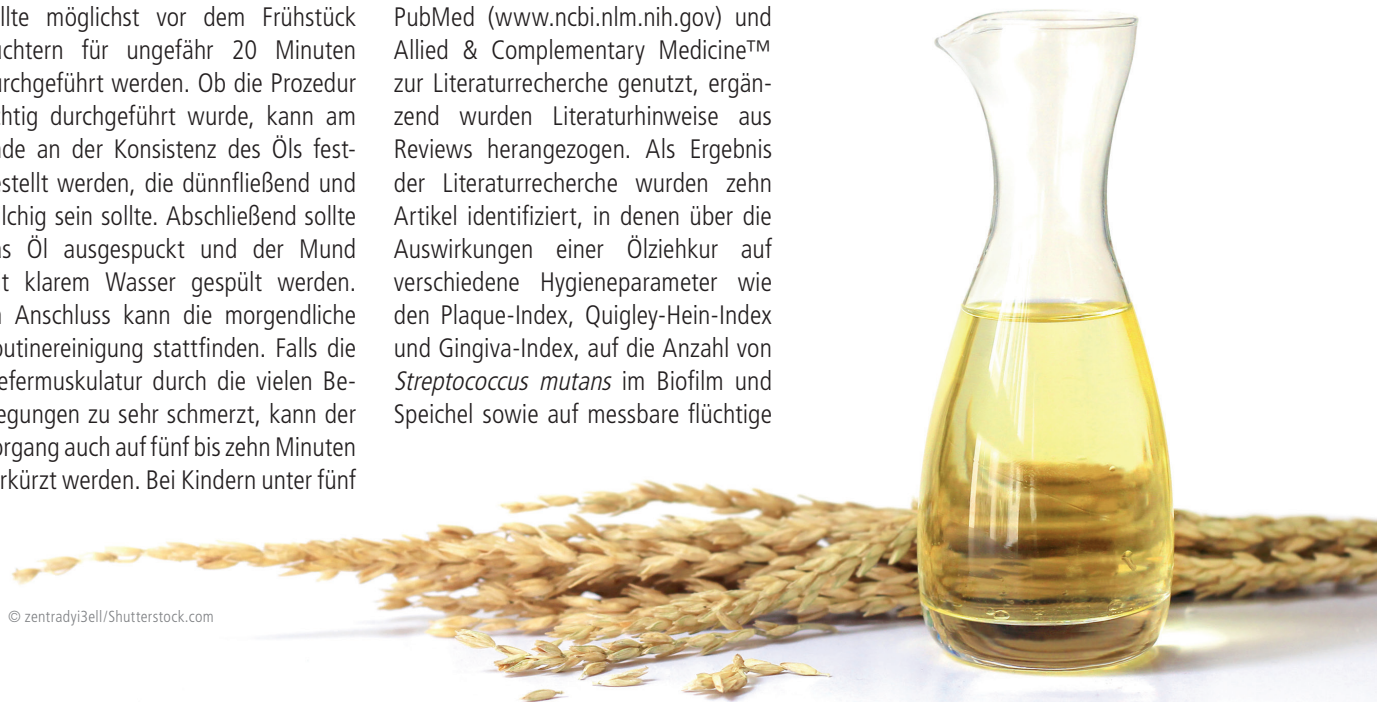 llte möglichst vor dem Frühstück
chtern für ungefähr 20 Minuten
rchgeführt werden. Ob die Prozedur
htig durchgeführt wurde, kann am
de an der Konsistenz des Öls fest-
stellt werden, die dünnfließend und
lchig sein sollte. Abschließend sollte
s Öl ausgespuckt und der Mund
t klarem Wasser gespült werden.
Anschluss kann die morgendliche
outinereinigung stattfinden. Falls die
efermuskulatur durch die vielen Be-
egungen zu sehr schmerzt, kann der
organg auch auf fünf bis zehn Minuten
rkürzt werden. Bei Kindern unter fünf
PubMed (www.ncbi.nlm.nih.gov) und
Allied & Complementary Medicine™
zur Literaturrecherche genutzt, ergän-
zend wurden Literaturhinweise aus
Reviews herangezogen. Als Ergebnis
der Literaturrecherche wurden zehn
Artikel identifiziert, in denen über die
Auswirkungen einer Ölziehkur auf
verschiedene Hygieneparameter wie
den Plaque-Index, Quigley-Hein-Index
und Gingiva-Index, auf die Anzahl von
Streptococcus mutans im Biofilm und
Speichel sowie auf messbare flüchtige
© zentradyi3ell/Shutterstock.com